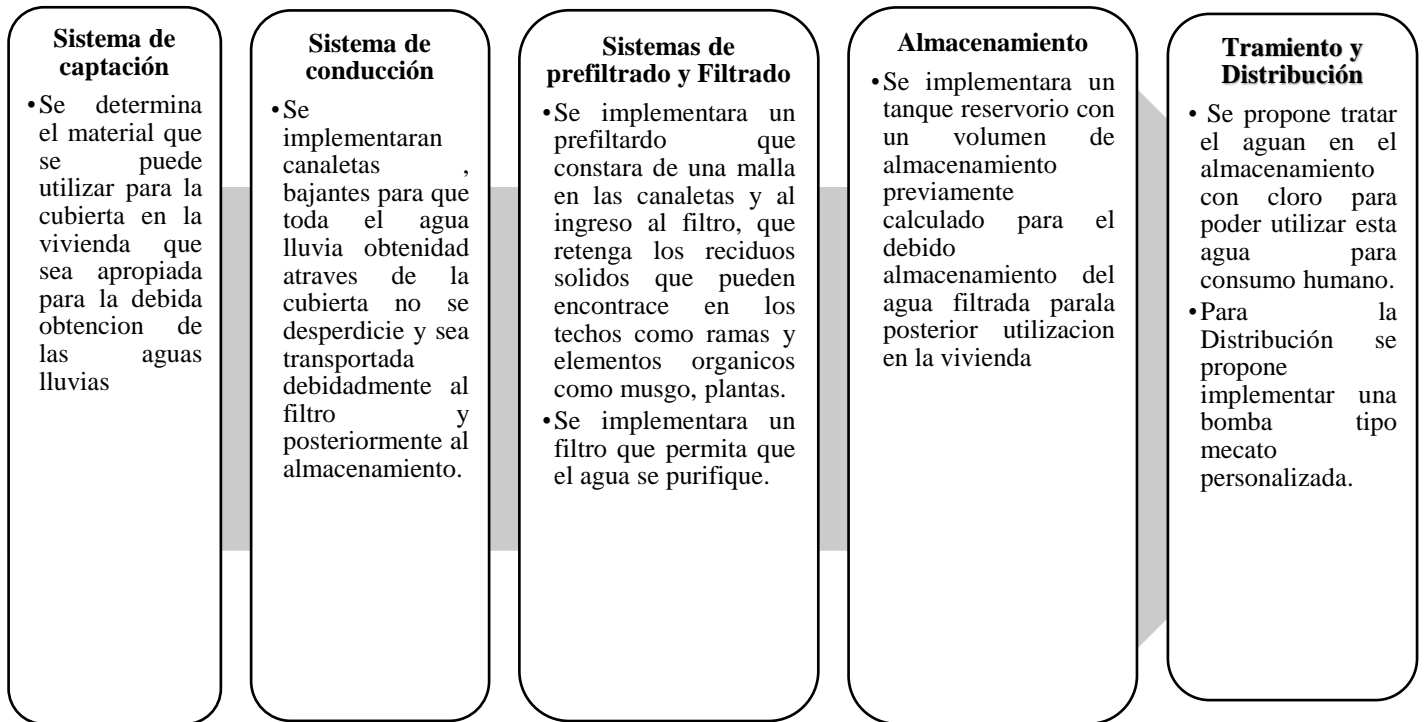 Sistema de
captación
•Se determina
el material que
se puede
utilizar para la
cubierta en la
vivienda que
sea apropiada
para la debida
obtencion de
las aguas
lluvias
Sistema de
conducción
•Se
implementaran
canaletas ,
bajantes para que
toda el agua
lluvia obtenidad
atraves de la
cubierta no se
desperdicie y sea
transportada
debidadmente al
filtro y
posteriormente al
almacenamiento.
Sistemas de
prefiltrado y Filtrado
•Se implementara un
prefiltardo que
constara de una malla
en las canaletas y al
ingreso al filtro, que
retenga los reciduos
solidos que pueden
encontrace en los
techos como ramas y
elementos organicos
como musgo, plantas.
•Se implementara un
filtro que permita que
el agua se purifique.
Almacenamiento
•Se implementara un
tanque reservorio con
un volumen de
almacenamiento
previamente
calculado para el
debido
almacenamiento del
agua filtrada parala
posterior utilizacion
en la vivienda
Tramiento y
Distribución
• Se propone tratar
el aguan en el
almacenamiento
con cloro para
poder utilizar esta
agua para
consumo humano.
•Para la
Distribución se
propone
implementar una
bomba tipo
mecato
personalizada.